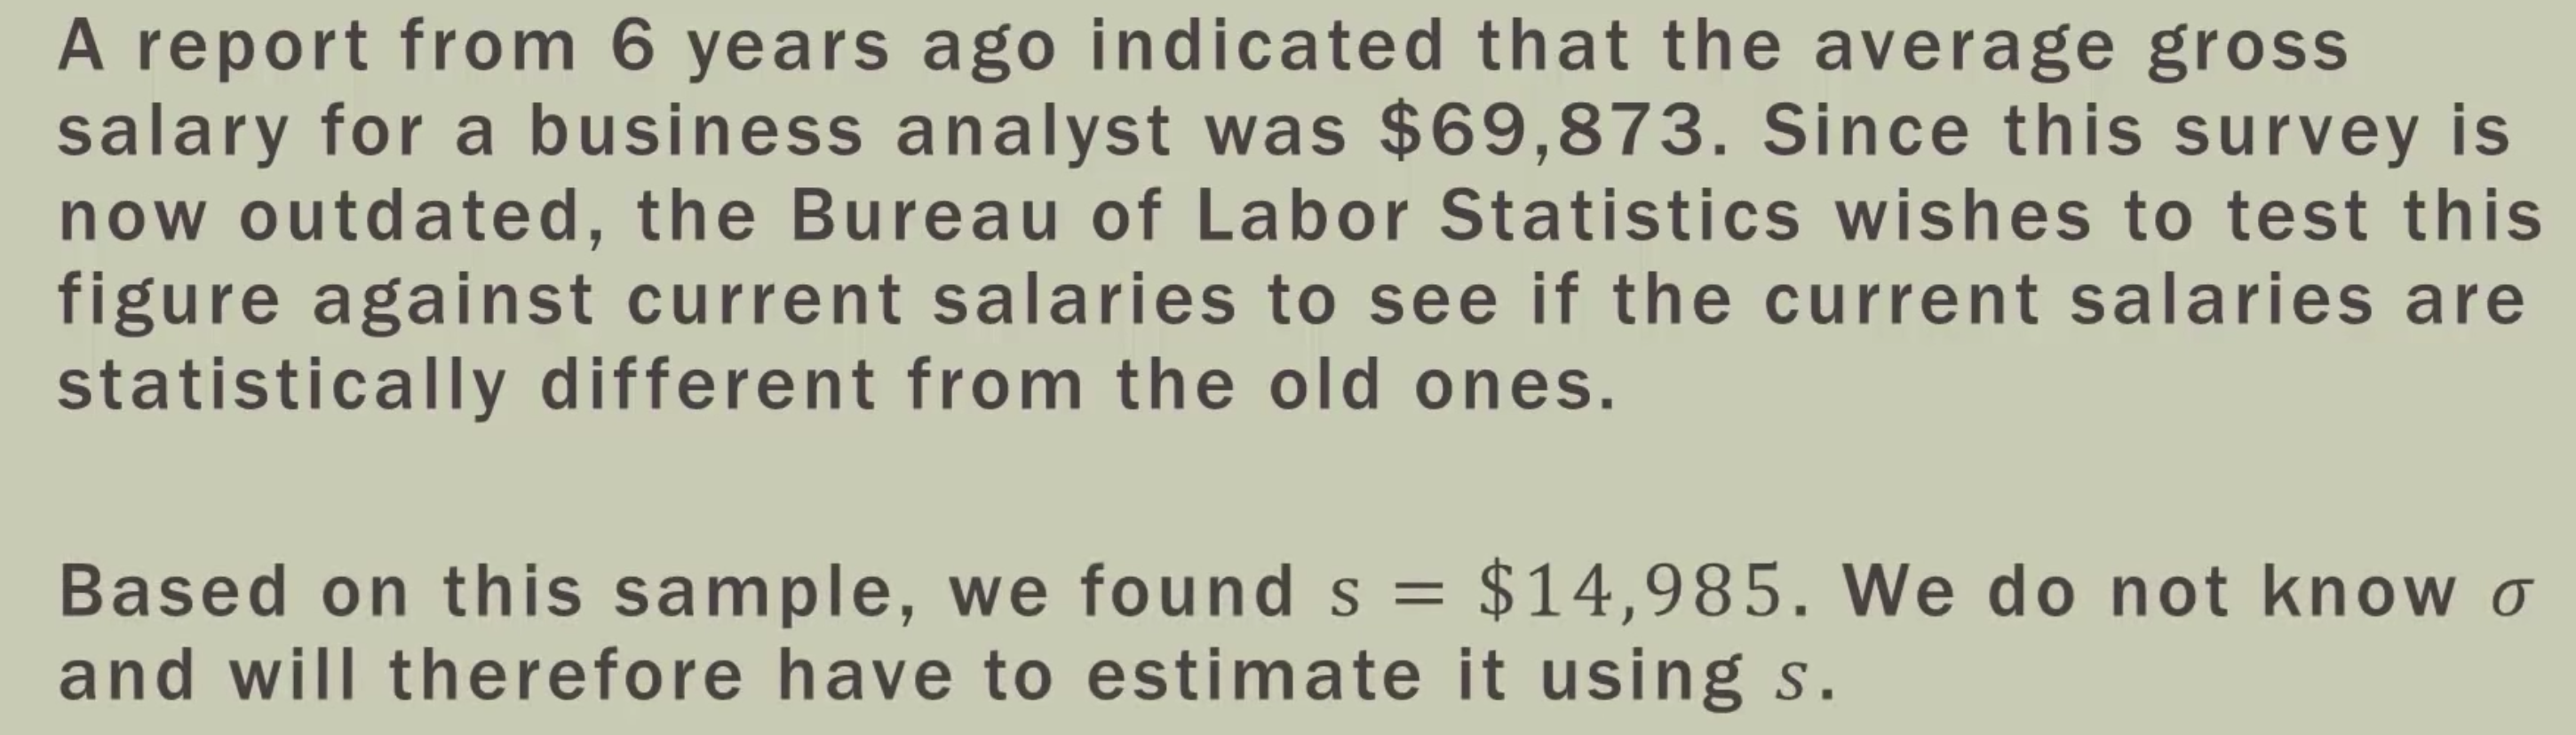 A report from 6 years ago indicated that the average gross
salary for a business analyst was $69,873. Since this survey is
now outdated, the Bureau of Labor Statistics wishes to test this
figure against current salaries to see if the current salaries are
statistically different from the old ones.
Based on this sample, we found s = $14,985. We do not know σ
and will therefore have to estimate it using s.